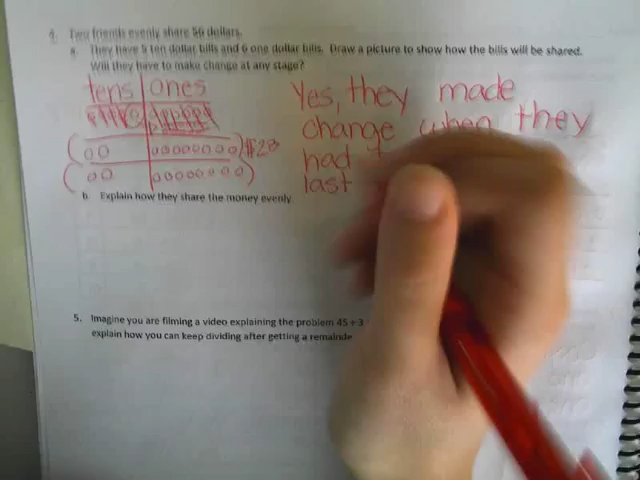 4. Two friends evenly share 56 dollars.
a. They have 5 ten dollar bills and 6 one dollar bills. Draw a picture to show how the bills will be shared.
Will they have to make change at any stage?
tens ones
$28
Yes, they made
change when they
had
last
b. Explain how they share the money evenly.
5. Imagine you are filming a video explaining the problem 45 ÷ 3
explain how you can keep dividing after getting a remainde